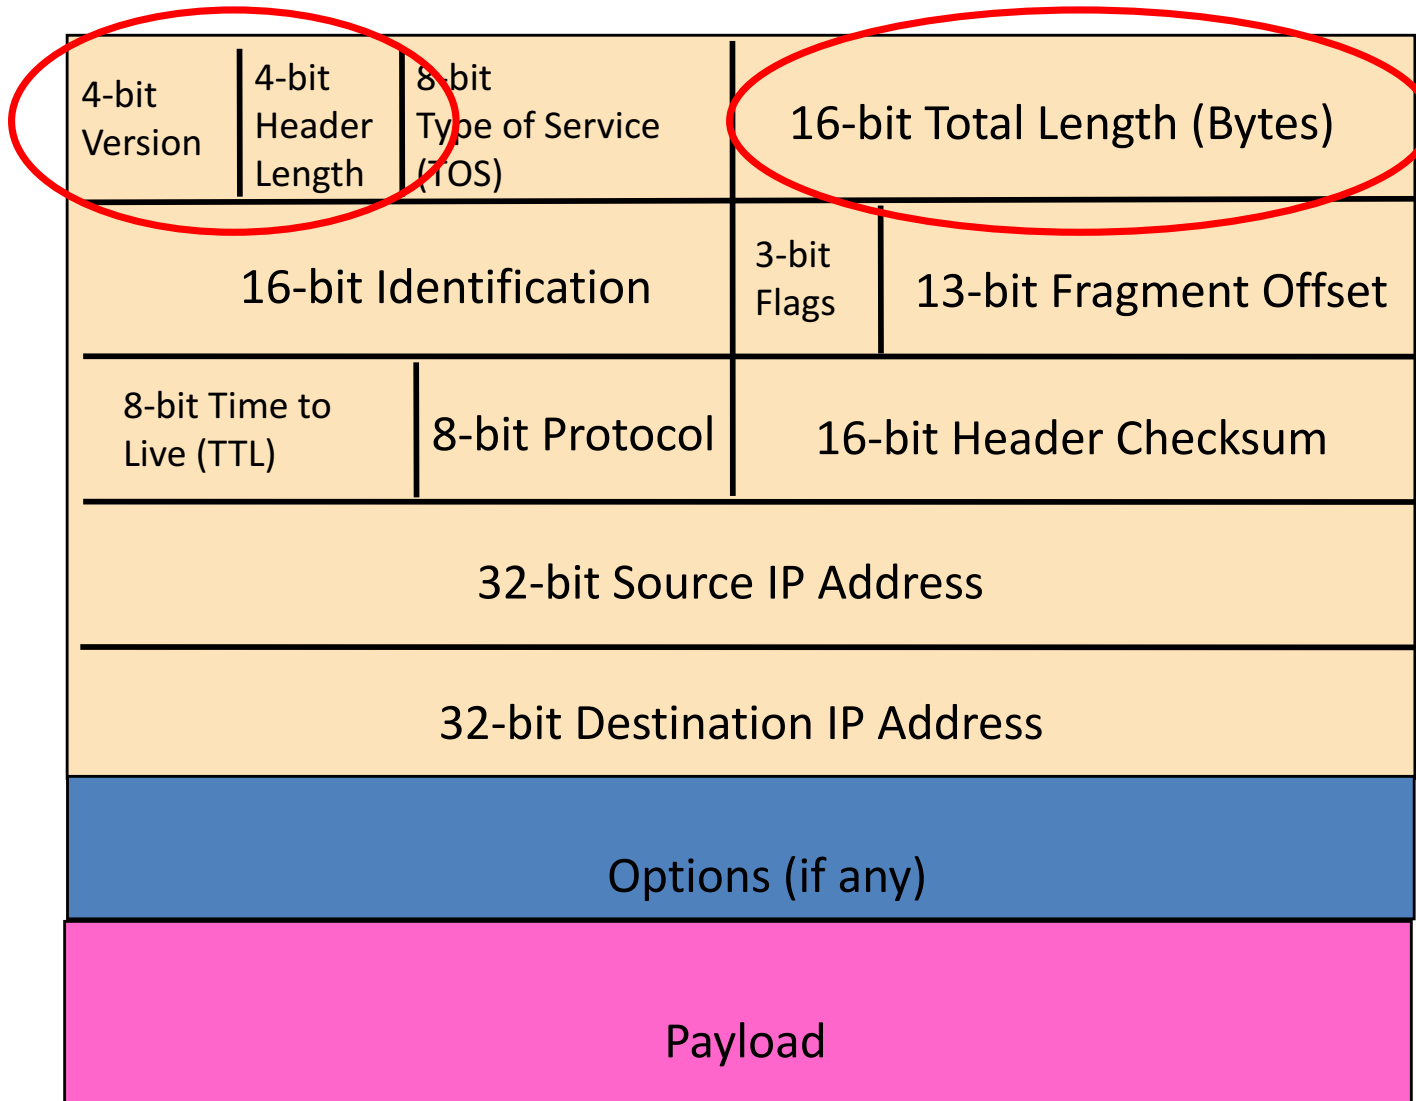 4-bit
Version
4-bit
Header
Length
8-bit
Type of Service
(TOS)
16-bit Total Length (Bytes)
16-bit Identification
3-bit
Flags
13-bit Fragment Offset
8-bit Time to
Live (TTL)
8-bit Protocol
16-bit Header Checksum
32-bit Source IP Address
32-bit Destination IP Address
Options (if any)
Payload